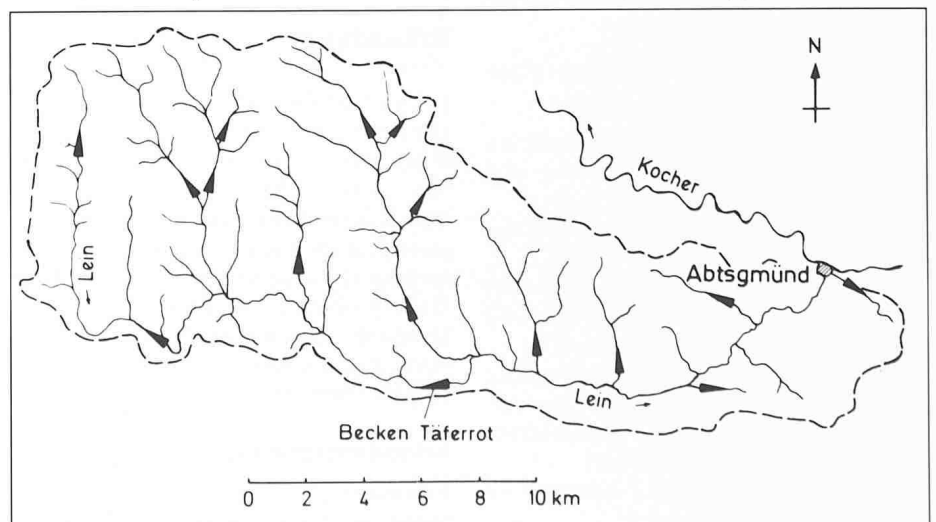 N
Kocher
Lein
Abtsgmünd
Lein
Becken Täferrot
0 2 4 6 8 10 km